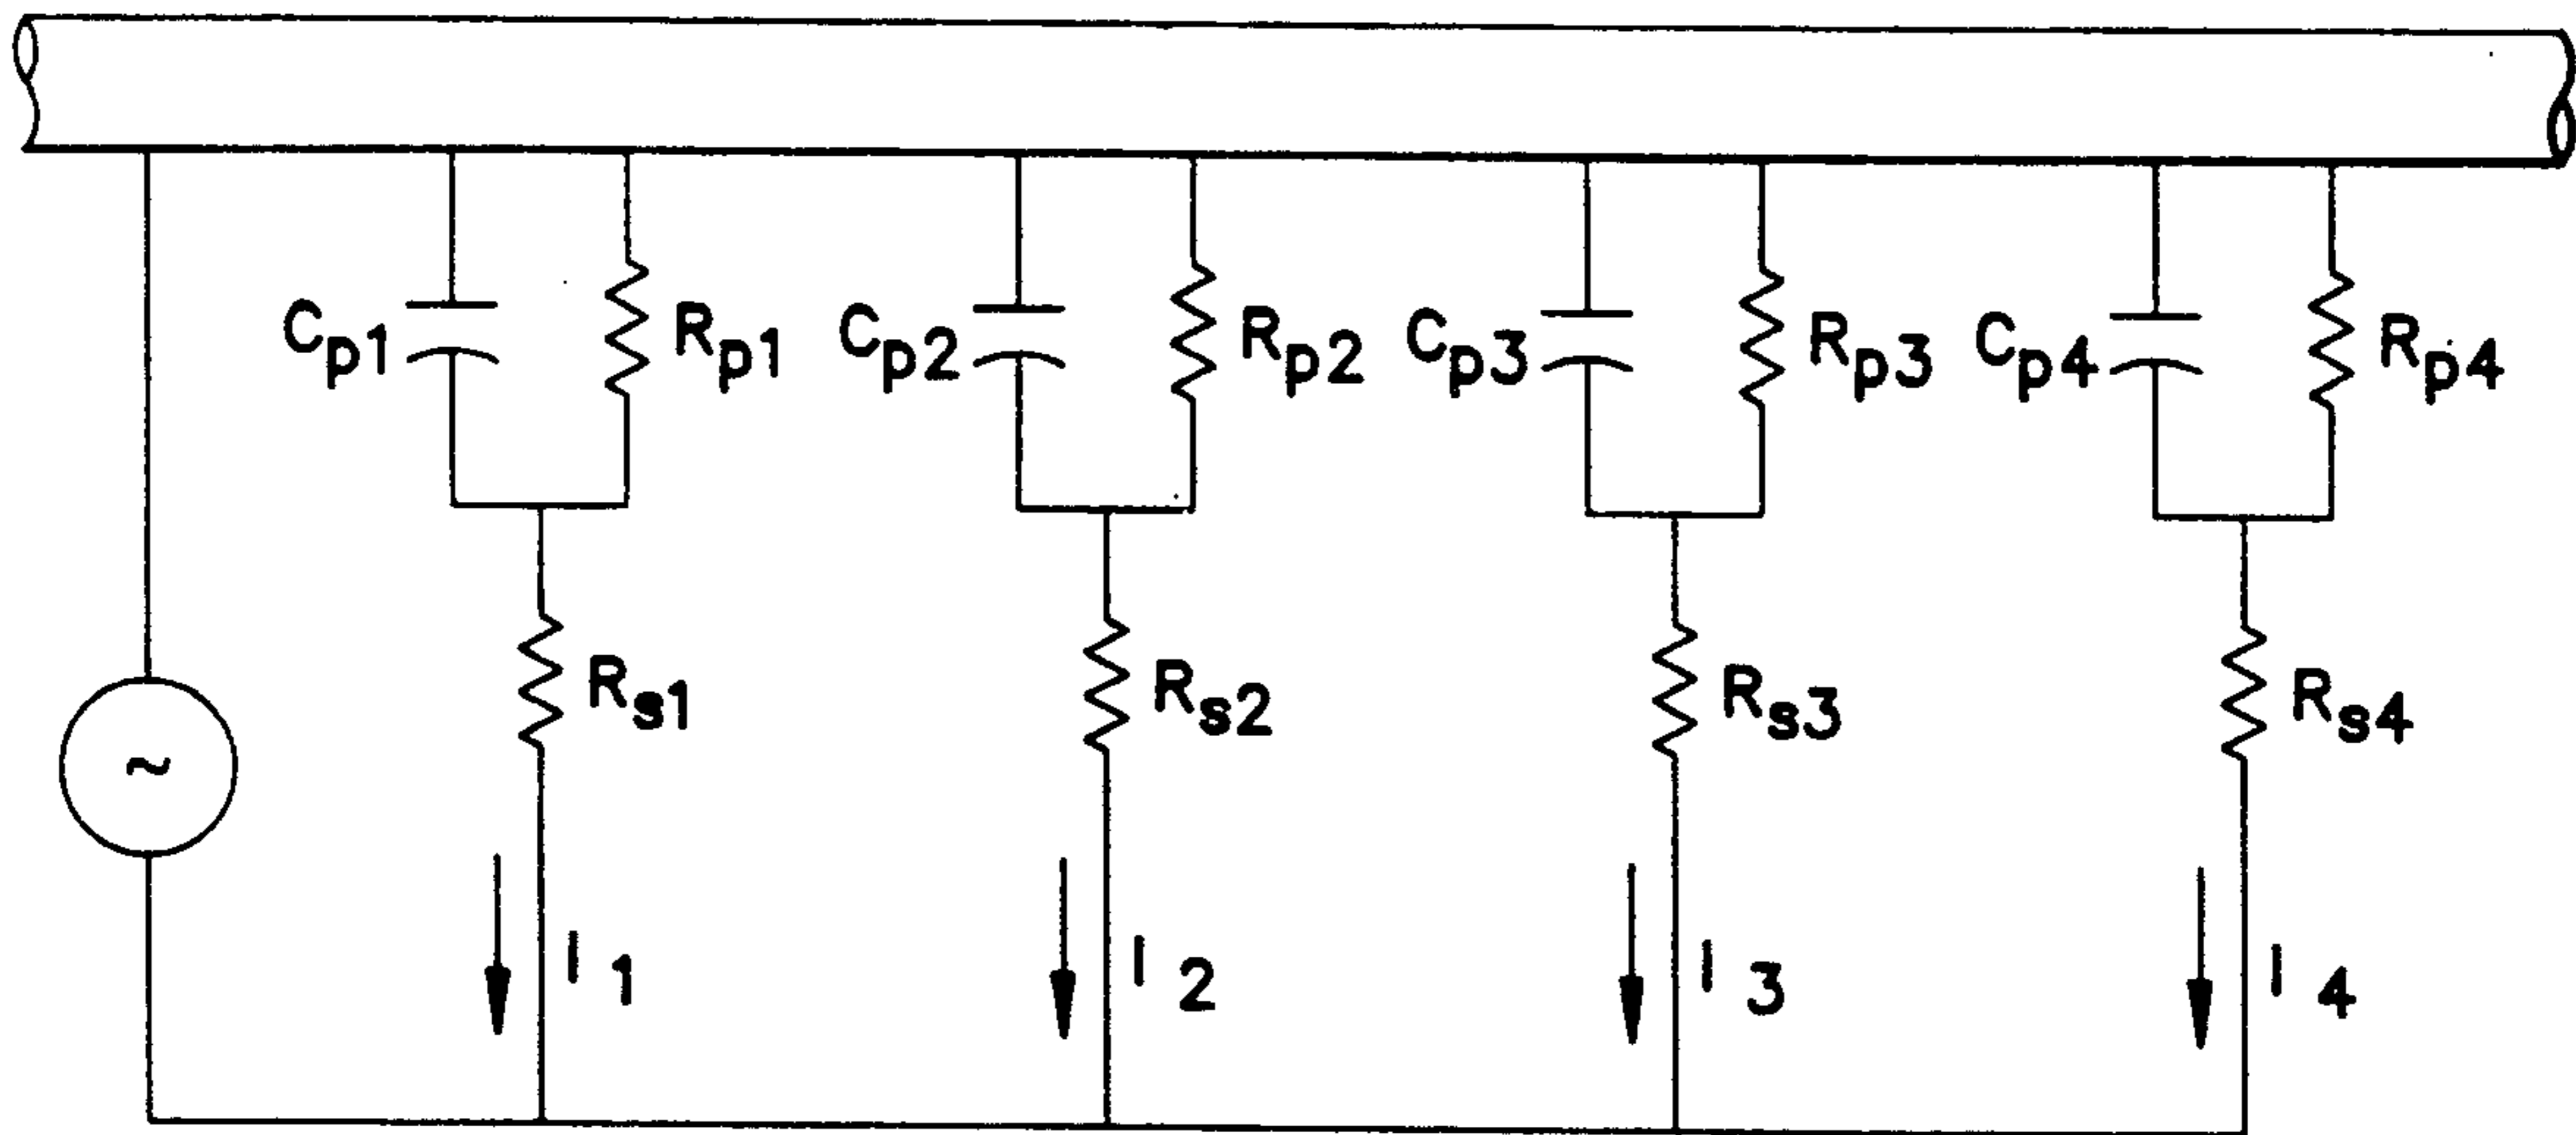 Cp1 Rp1 Cp2 Rp2 Cp3 Rp3 Cp4 Rp4
~ Rs1 Rs2 Rs3 Rs4
I 1 I 2 I 3 I 4